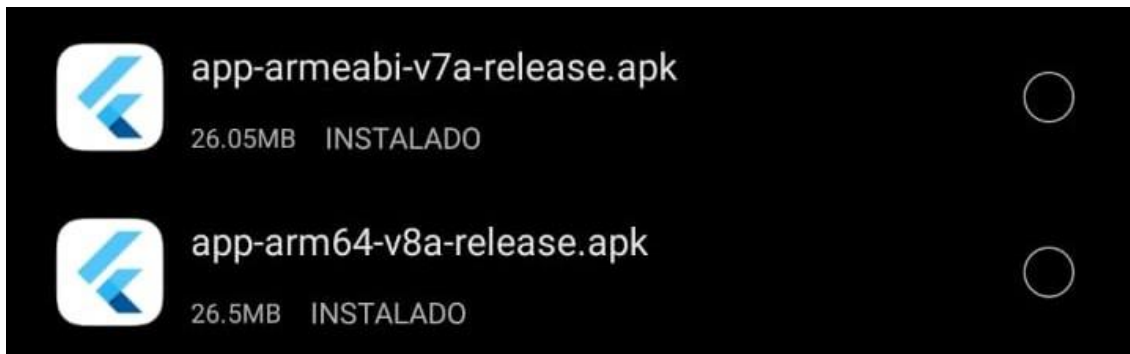 app-armeabi-v7a-release.apk
26.05MB INSTALADO
app-arm64-v8a-release.apk
26.5MB INSTALADO